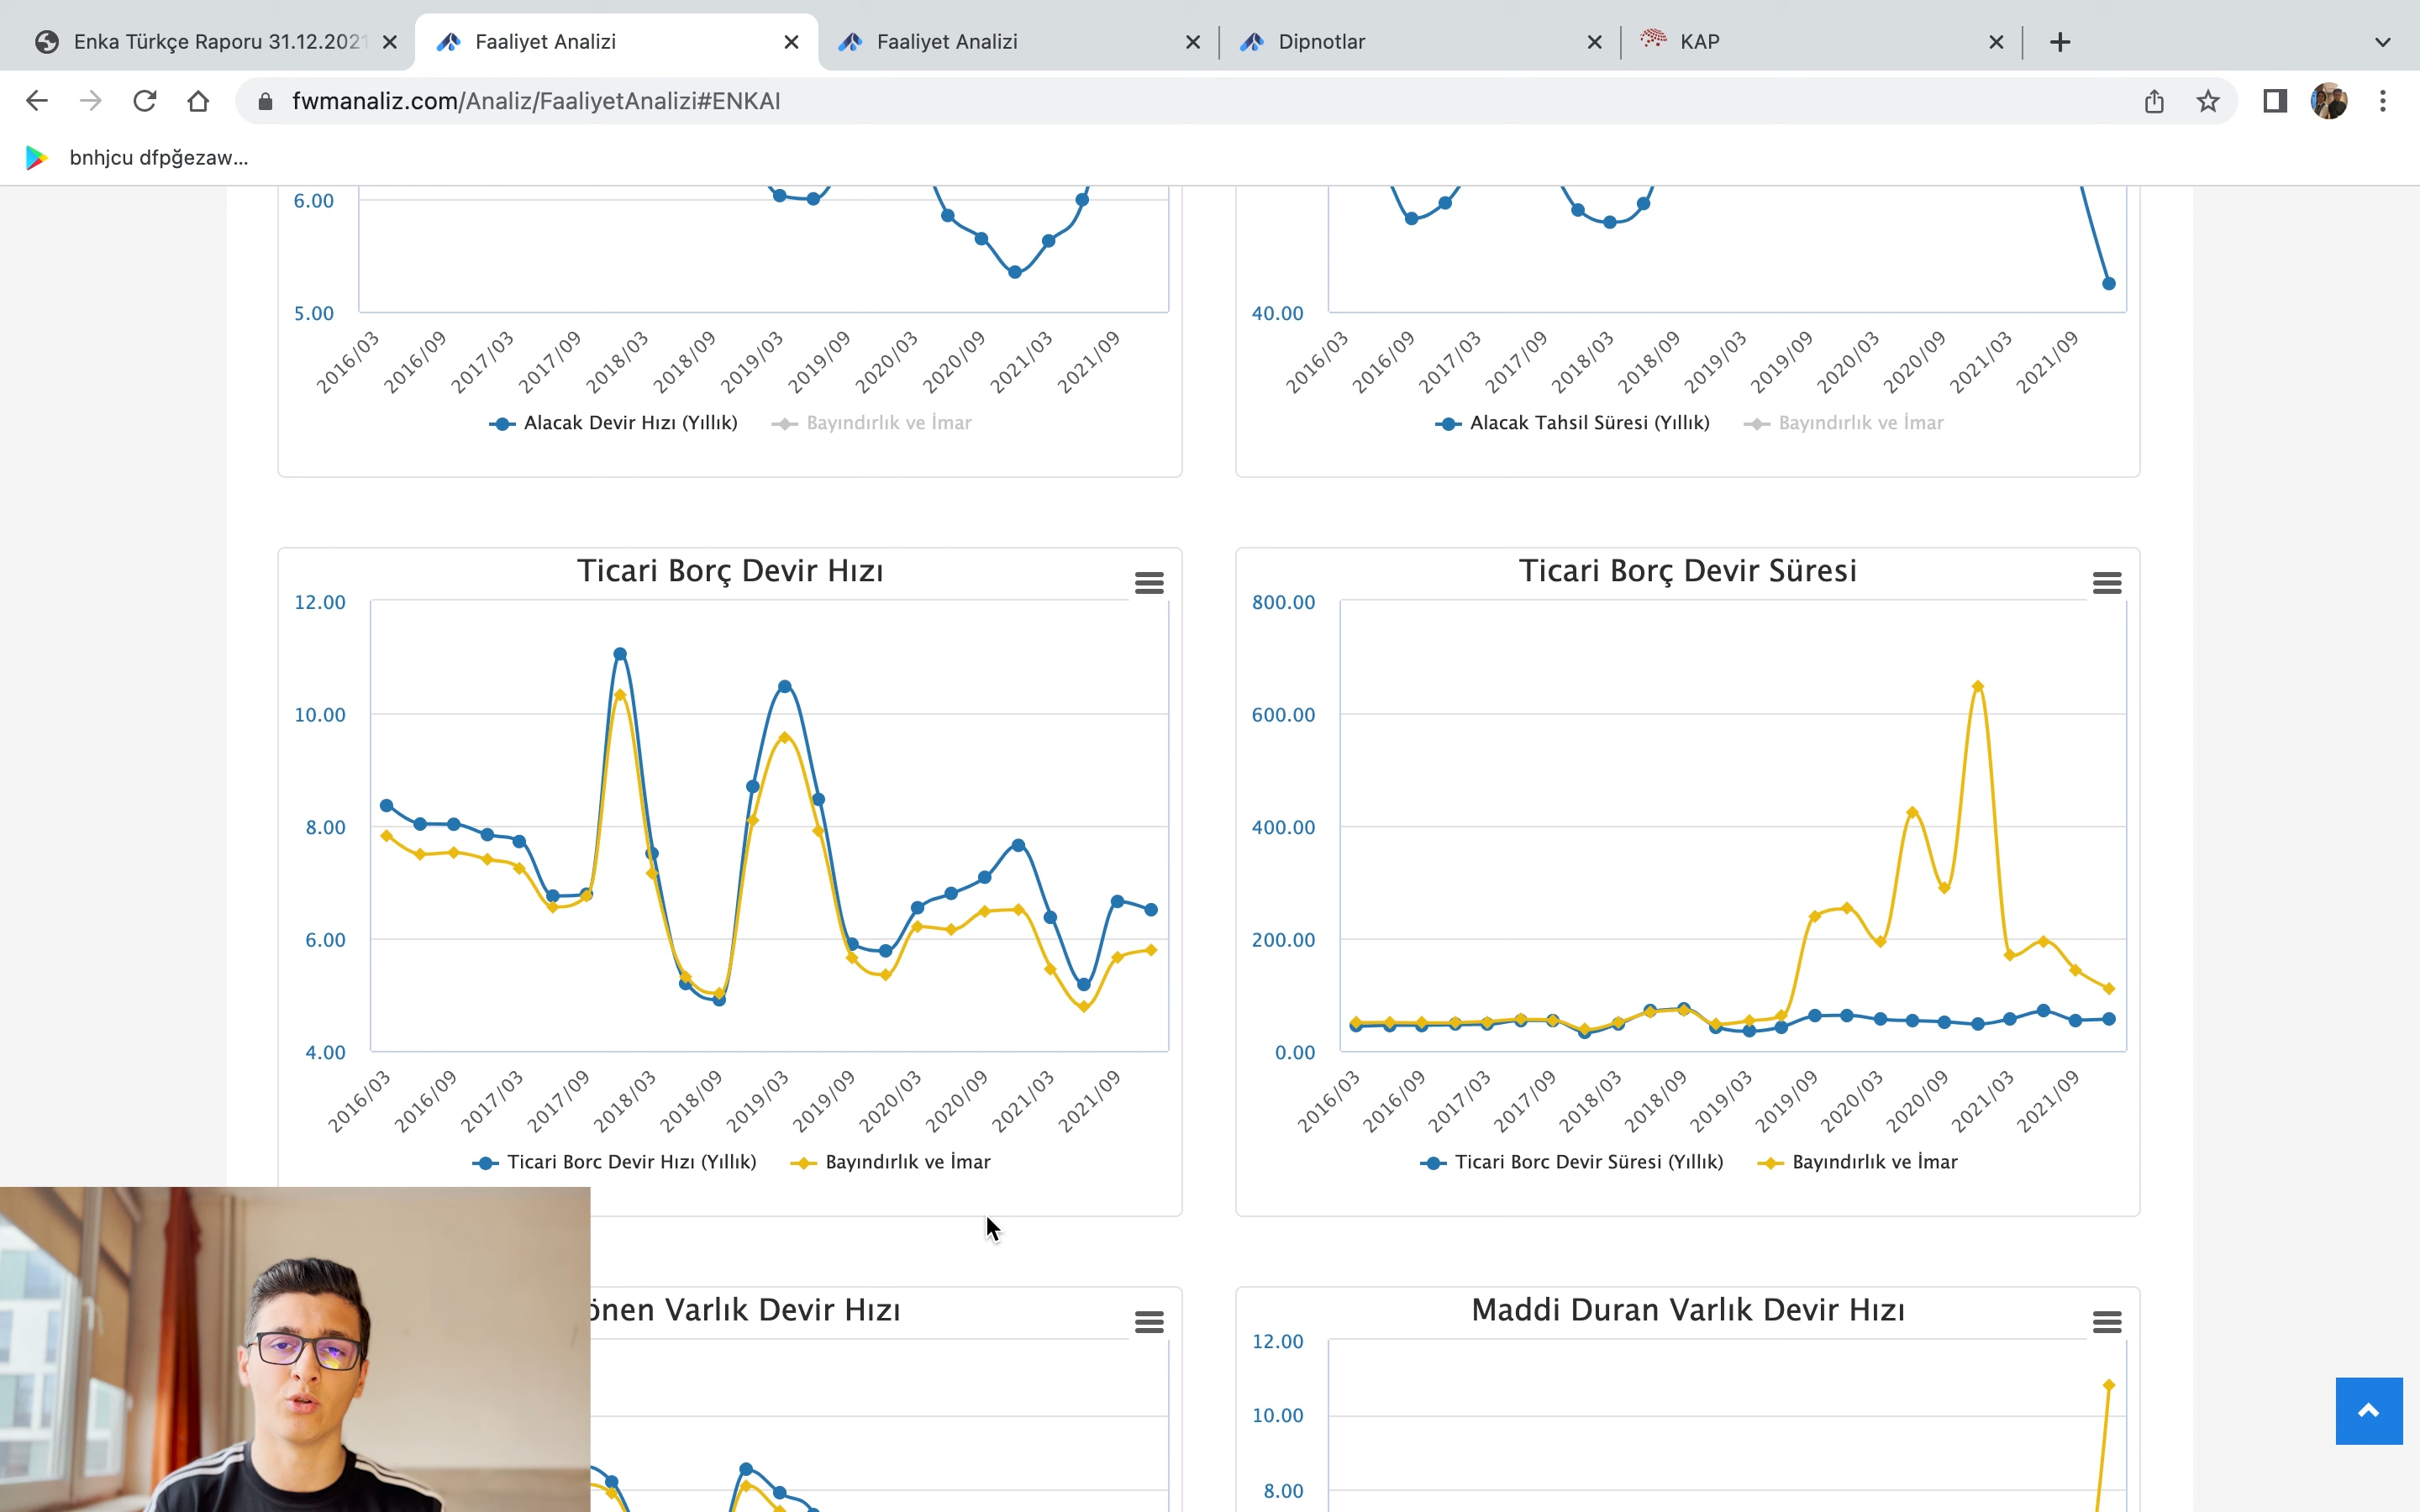 Enka Türkçe Raporu 31.12.2021
Faaliyet Analizi
Faaliyet Analizi
Dipnotlar
KAP
fwmanaliz.com/Analiz/FaaliyetAnalizi#ENKAI
bnhjcu dfpğezaw...
6.00
5.00
2016/03 2016/09 2017/03 2017/09 2018/03 2018/09 2019/03 2019/09 2020/03 2020/09 2021/03 2021/09
Alacak Devir Hızı (Yıllık) Bayındırlık ve İmar
40.00
2016/03 2016/09 2017/03 2017/09 2018/03 2018/09 2019/03 2019/09 2020/03 2020/09 2021/03 2021/09
Alacak Tahsil Süresi (Yıllık) Bayındırlık ve İmar
Ticari Borç Devir Hızı
12.00
10.00
8.00
6.00
4.00
2016/03 2016/09 2017/03 2017/09 2018/03 2018/09 2019/03 2019/09 2020/03 2020/09 2021/03 2021/09
Ticari Borc Devir Hızı (Yıllık) Bayındırlık ve İmar
Ticari Borç Devir Süresi
800.00
600.00
400.00
200.00
0.00
2016/03 2016/09 2017/03 2017/09 2018/03 2018/09 2019/03 2019/09 2020/03 2020/09 2021/03 2021/09
Ticari Borc Devir Süresi (Yıllık) Bayındırlık ve İmar
önen Varlık Devir Hızı
Maddi Duran Varlık Devir Hızı
12.00
10.00
8.00